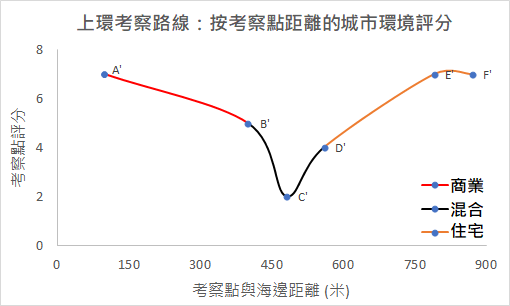 上環考察路線：按考察點距離的城市環境評分
8
6
4
2
0
考察點評分
A'
B'
C'
D'
E'
F'
商業
混合
住宅
0 150 300 450 600 750 900
考察點與海邊距離 (米)